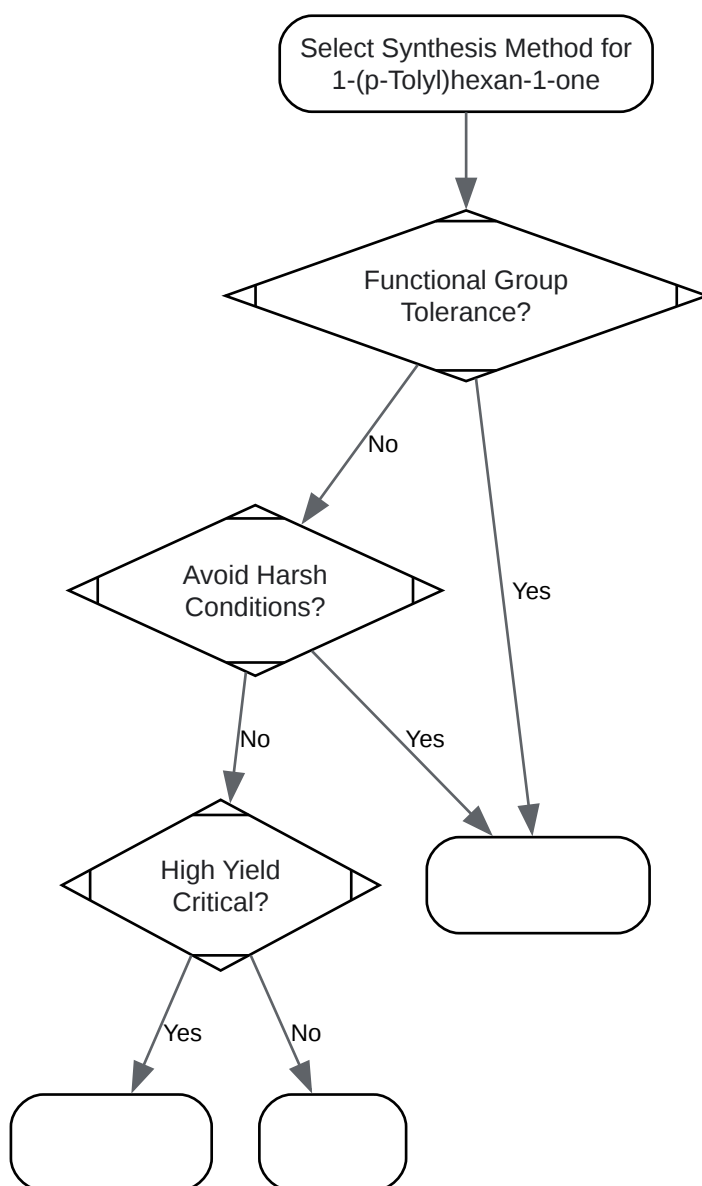 Select Synthesis Method for
1-(p-Tolyl)hexan-1-one
Functional Group
Tolerance?
No
Yes
Avoid Harsh
Conditions?
No
Yes
High Yield
Critical?
Yes
No